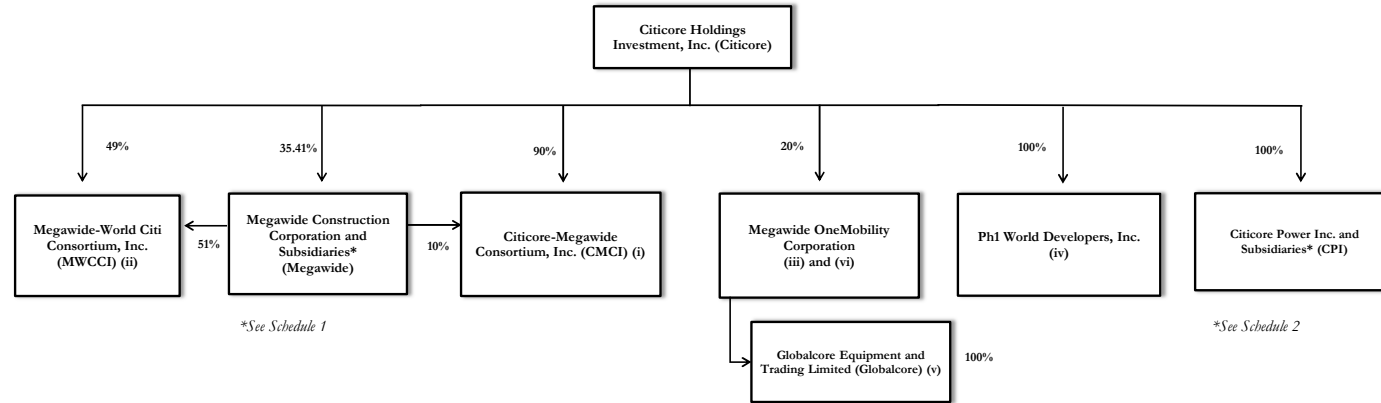 Citicore Holdings
Investment, Inc. (Citicore)
49%
35.41%
90%
20%
100%
100%
Megawide-World Citi
Consortium, Inc.
(MWCCI) (ii)
51%
Megawide Construction
Corporation and
Subsidiaries*
(Megawide)
10%
Citicore-Megawide
Consortium, Inc. (CMCI) (i)
Megawide OneMobility
Corporation
(iii) and (vi)
Ph1 World Developers, Inc.
(iv)
Citicore Power Inc. and
Subsidiaries* (CPI)
*See Schedule 1
*See Schedule 2
Globalcore Equipment and
Trading Limited (Globalcore) (v)
100%